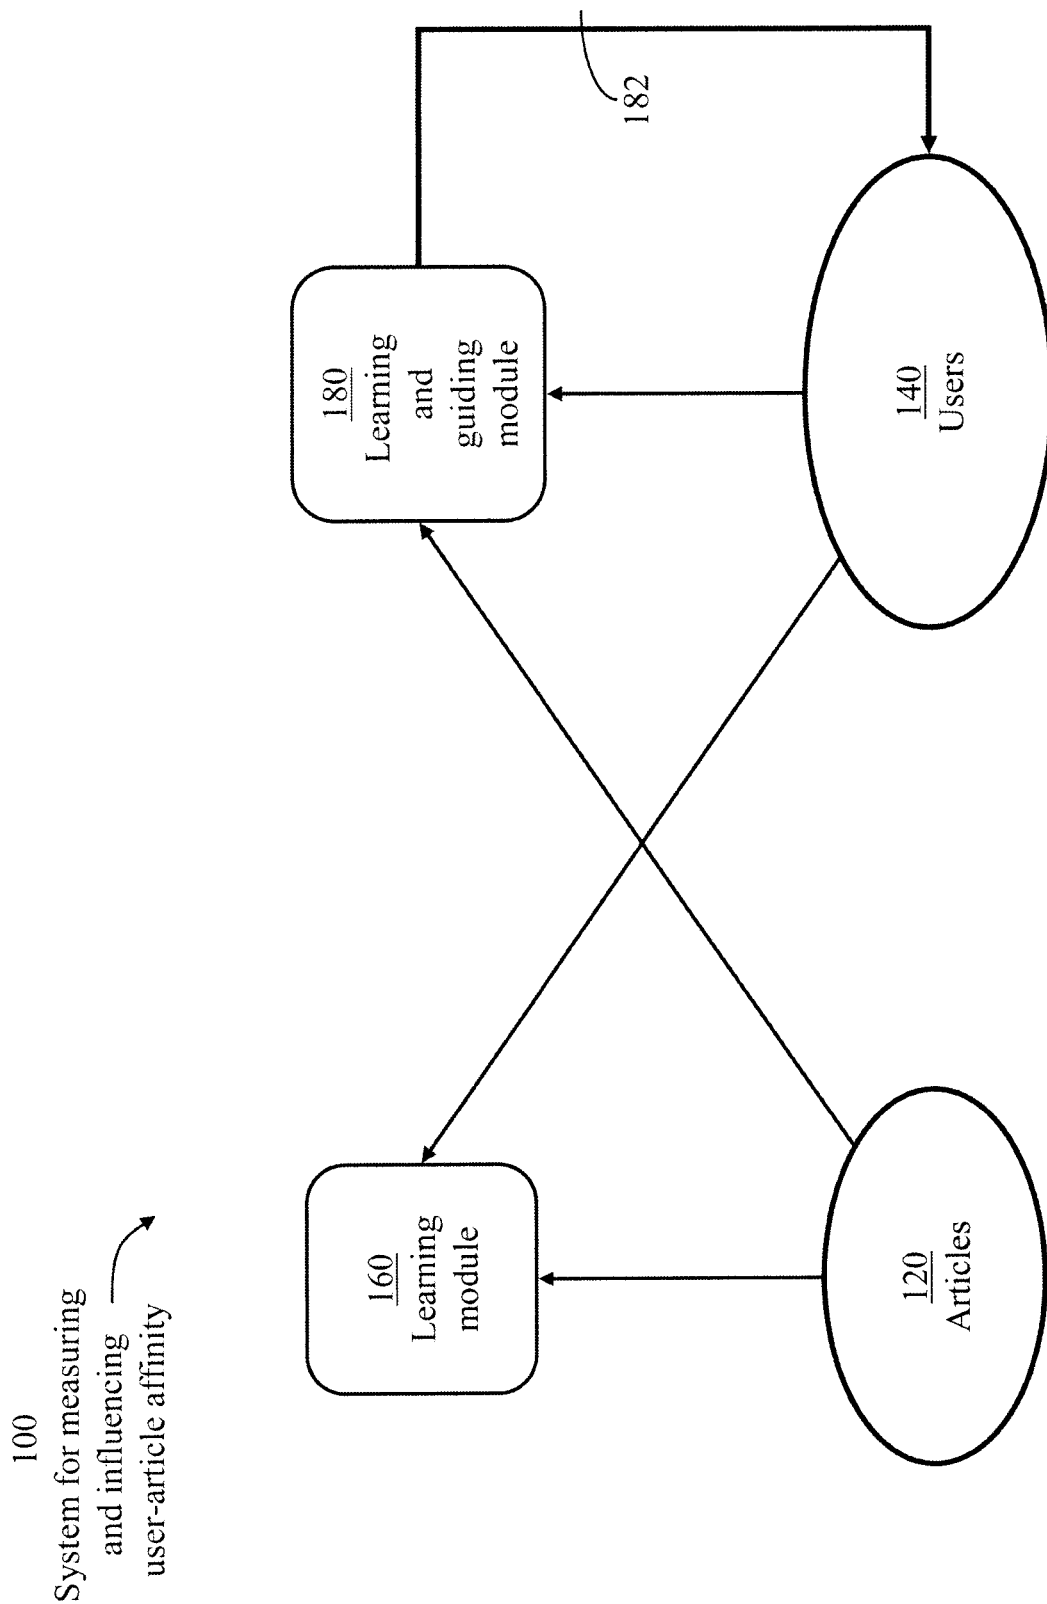 100
System for measuring
and influencing
user-article affinity
160
Learning
module
180
Learning
and
guiding
module
182
120
Articles
140
Users